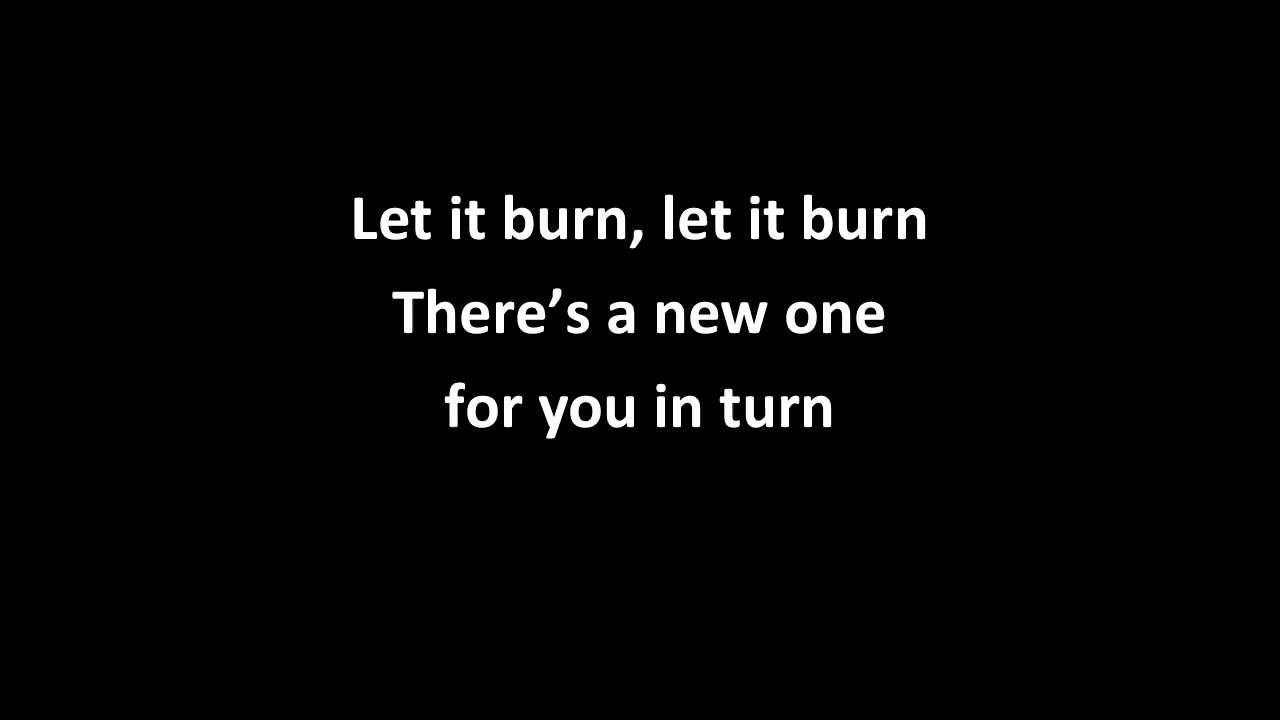 Let it burn, let it burn
There’s a new one
for you in turn